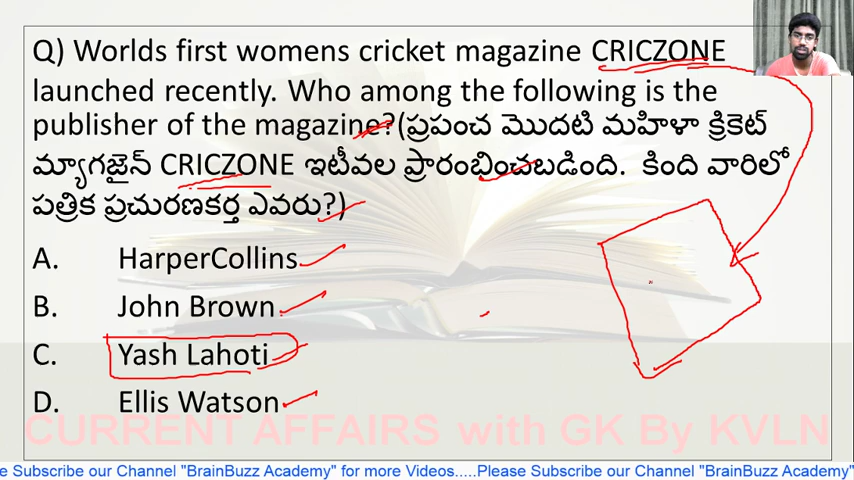 Q) Worlds first womens cricket magazine CRICZONE
launched recently. Who among the following is the
publisher of the magazine?(ప్రపంచ మొదటి మహిళా క్రికెట్
మ్యాగజైన్ CRICZONE ఇటీవల ప్రారంభించబడింది. కింది వారిలో
పత్రిక ప్రచురణకర్త ఎవరు?)
A. HarperCollins
B. John Brown
C. Yash Lahoti
D. Ellis Watson
CURRENT AFFAIRS with GK By KVLN
e Subscribe our Channel "BrainBuzz Academy" for more Videos.....Please Subscribe our Channel "BrainBuzz Academy"